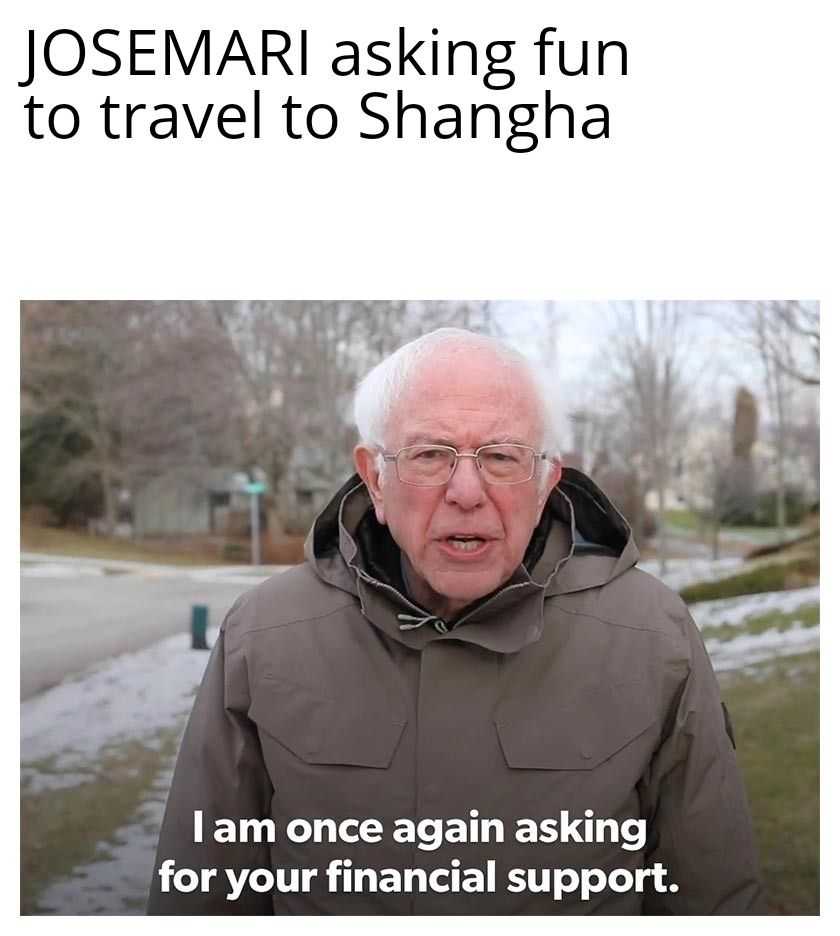 JOSEMARI asking fun
to travel to Shangha
I am once again asking
for your financial support.